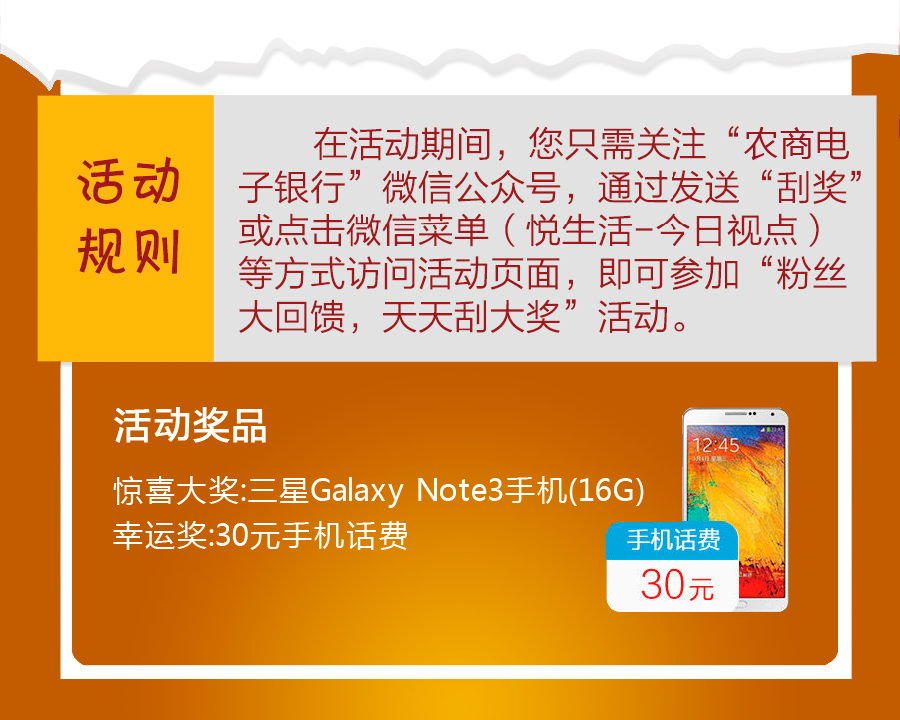 活动
规则
在活动期间，您只需关注“农商电
子银行”微信公众号，通过发送“刮奖”
或点击微信菜单（悦生活-今日视点）
等方式访问活动页面，即可参加“粉丝
大回馈，天天刮大奖”活动。
活动奖品
惊喜大奖:三星Galaxy Note3手机(16G)
幸运奖:30元手机话费
12:45
手机话费
30元